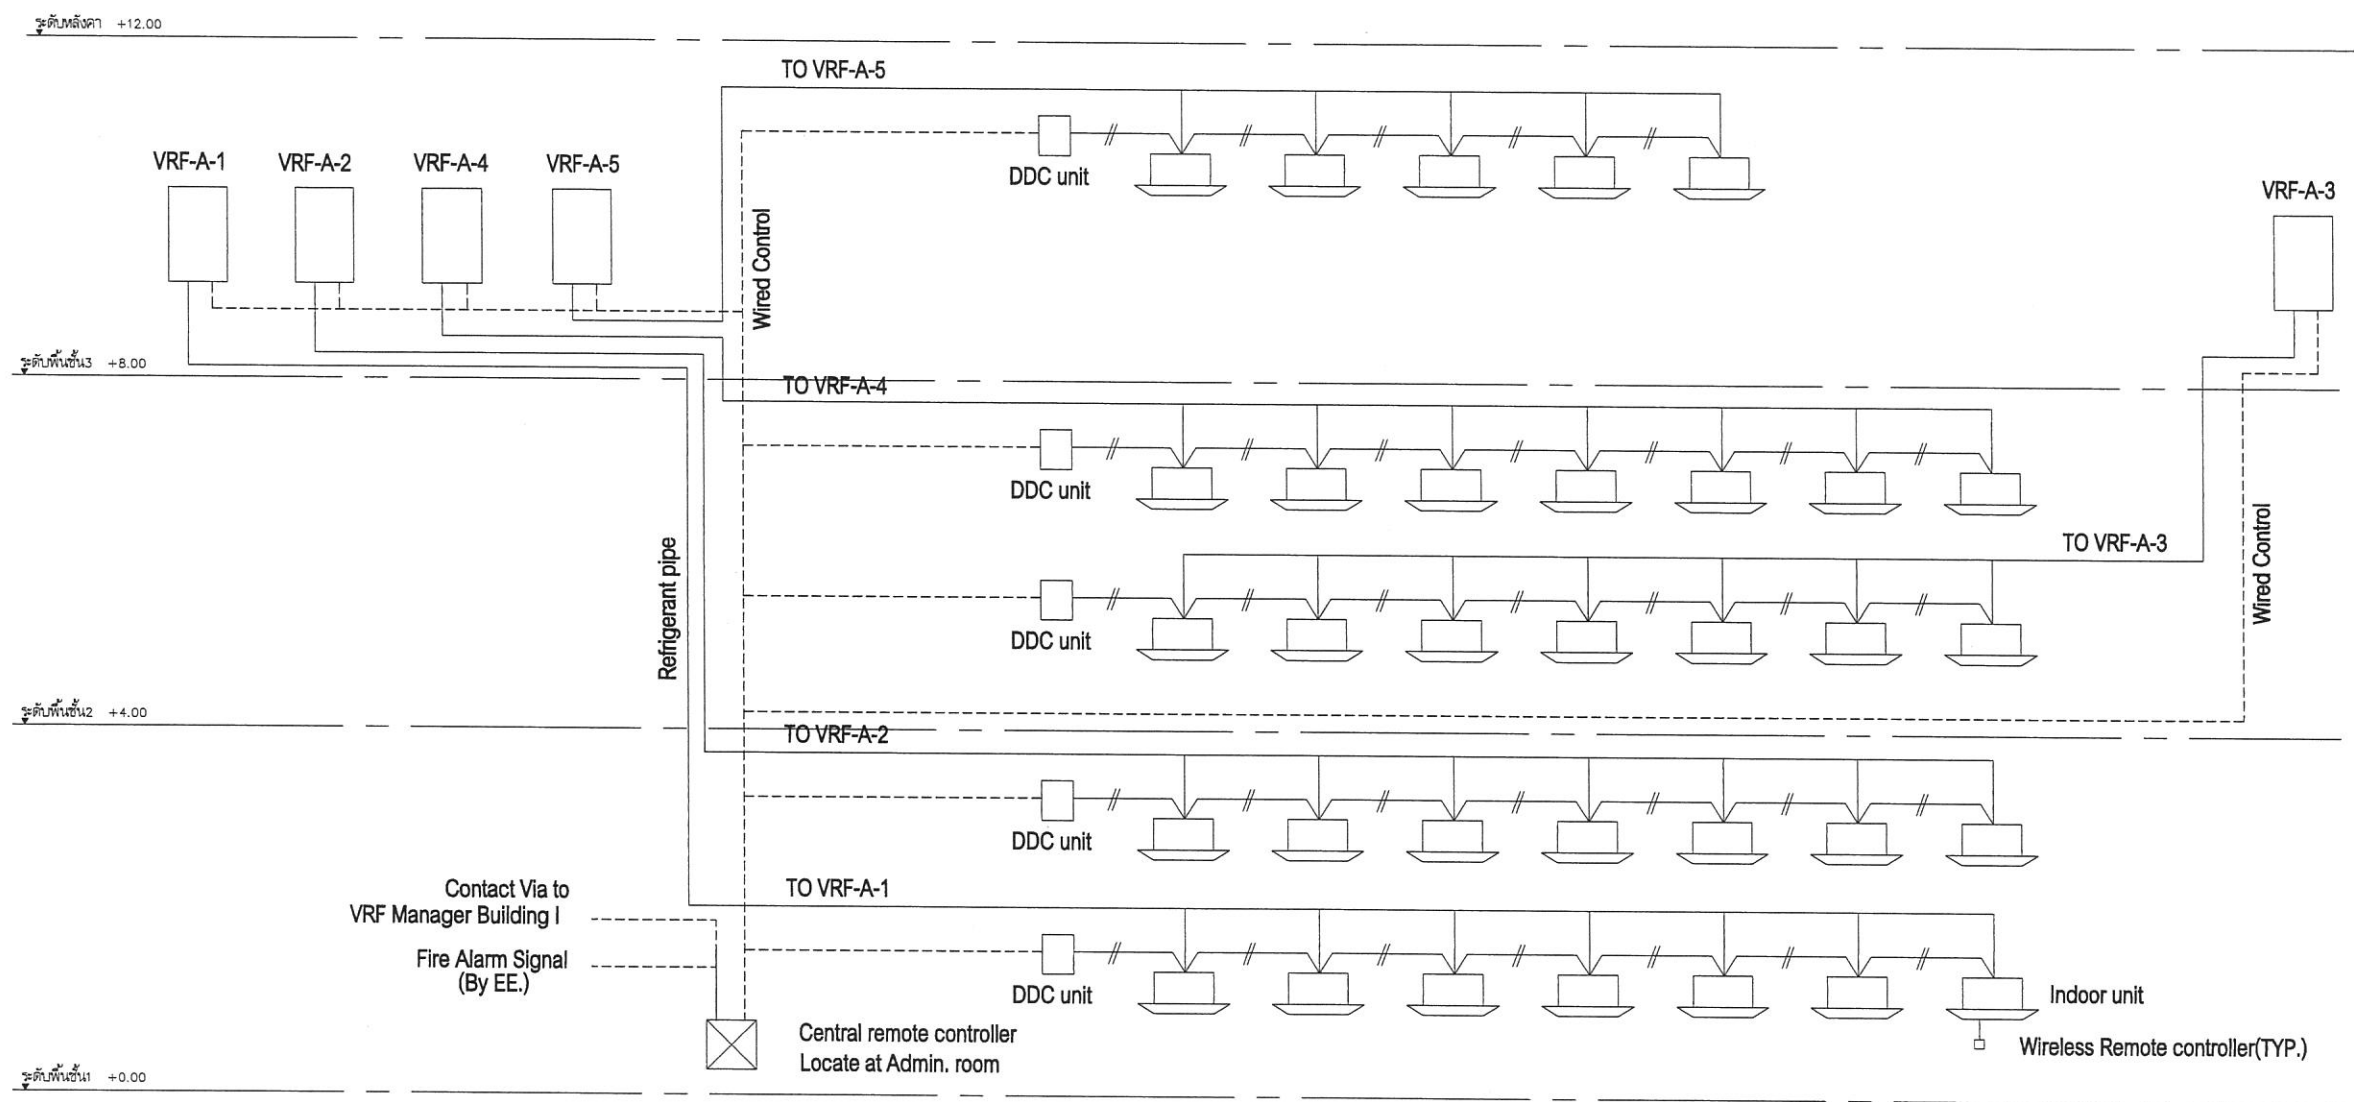 ระดับหลังคา +12.00
TO VRF-A-5
VRF-A-1
VRF-A-2
VRF-A-4
VRF-A-5
DDC unit
VRF-A-3
Wired Control
ระดับพื้นชั้น3 +8.00
TO VRF-A-4
DDC unit
TO VRF-A-3
Wired Control
Refrigerant pipe
DDC unit
ระดับพื้นชั้น2 +4.00
TO VRF-A-2
DDC unit
TO VRF-A-1
Contact Via to
VRF Manager Building I
Fire Alarm Signal
(By EE.)
DDC unit
Indoor unit
Central remote controller
Locate at Admin. room
Wireless Remote controller(TYP.)
ระดับพื้นชั้น1 +0.00